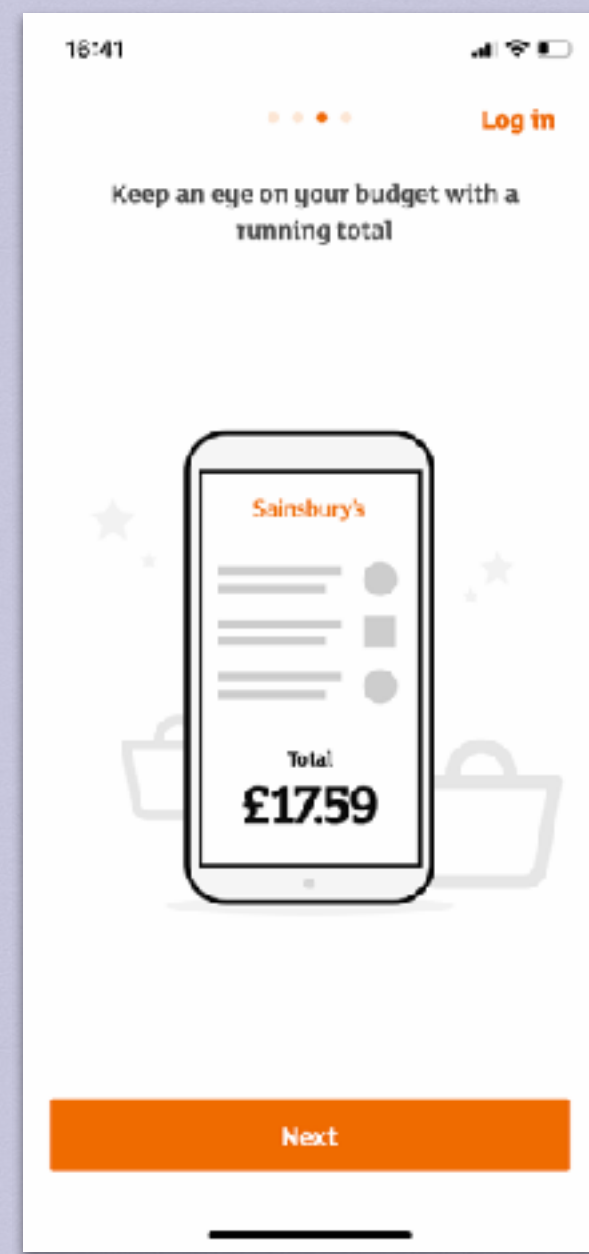 16:41
Log in
Keep an eye on your budget with a
running total
Sainsbury's
Total
£17.59
Next